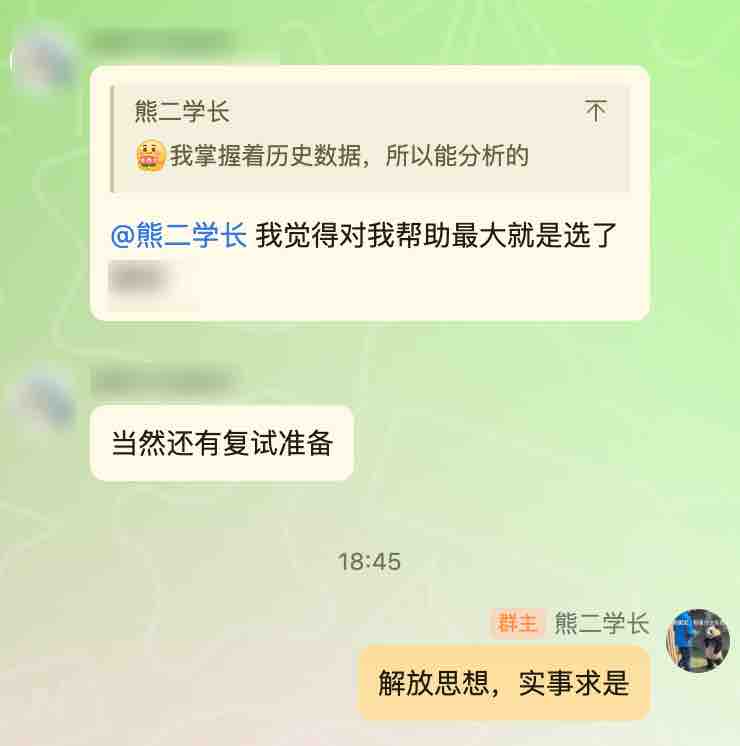 熊二学长
我掌握着历史数据，所以能分析的
@熊二学长 我觉得对我帮助最大就是选了
当然还有复试准备
18:45
群主 熊二学长
解放思想，实事求是